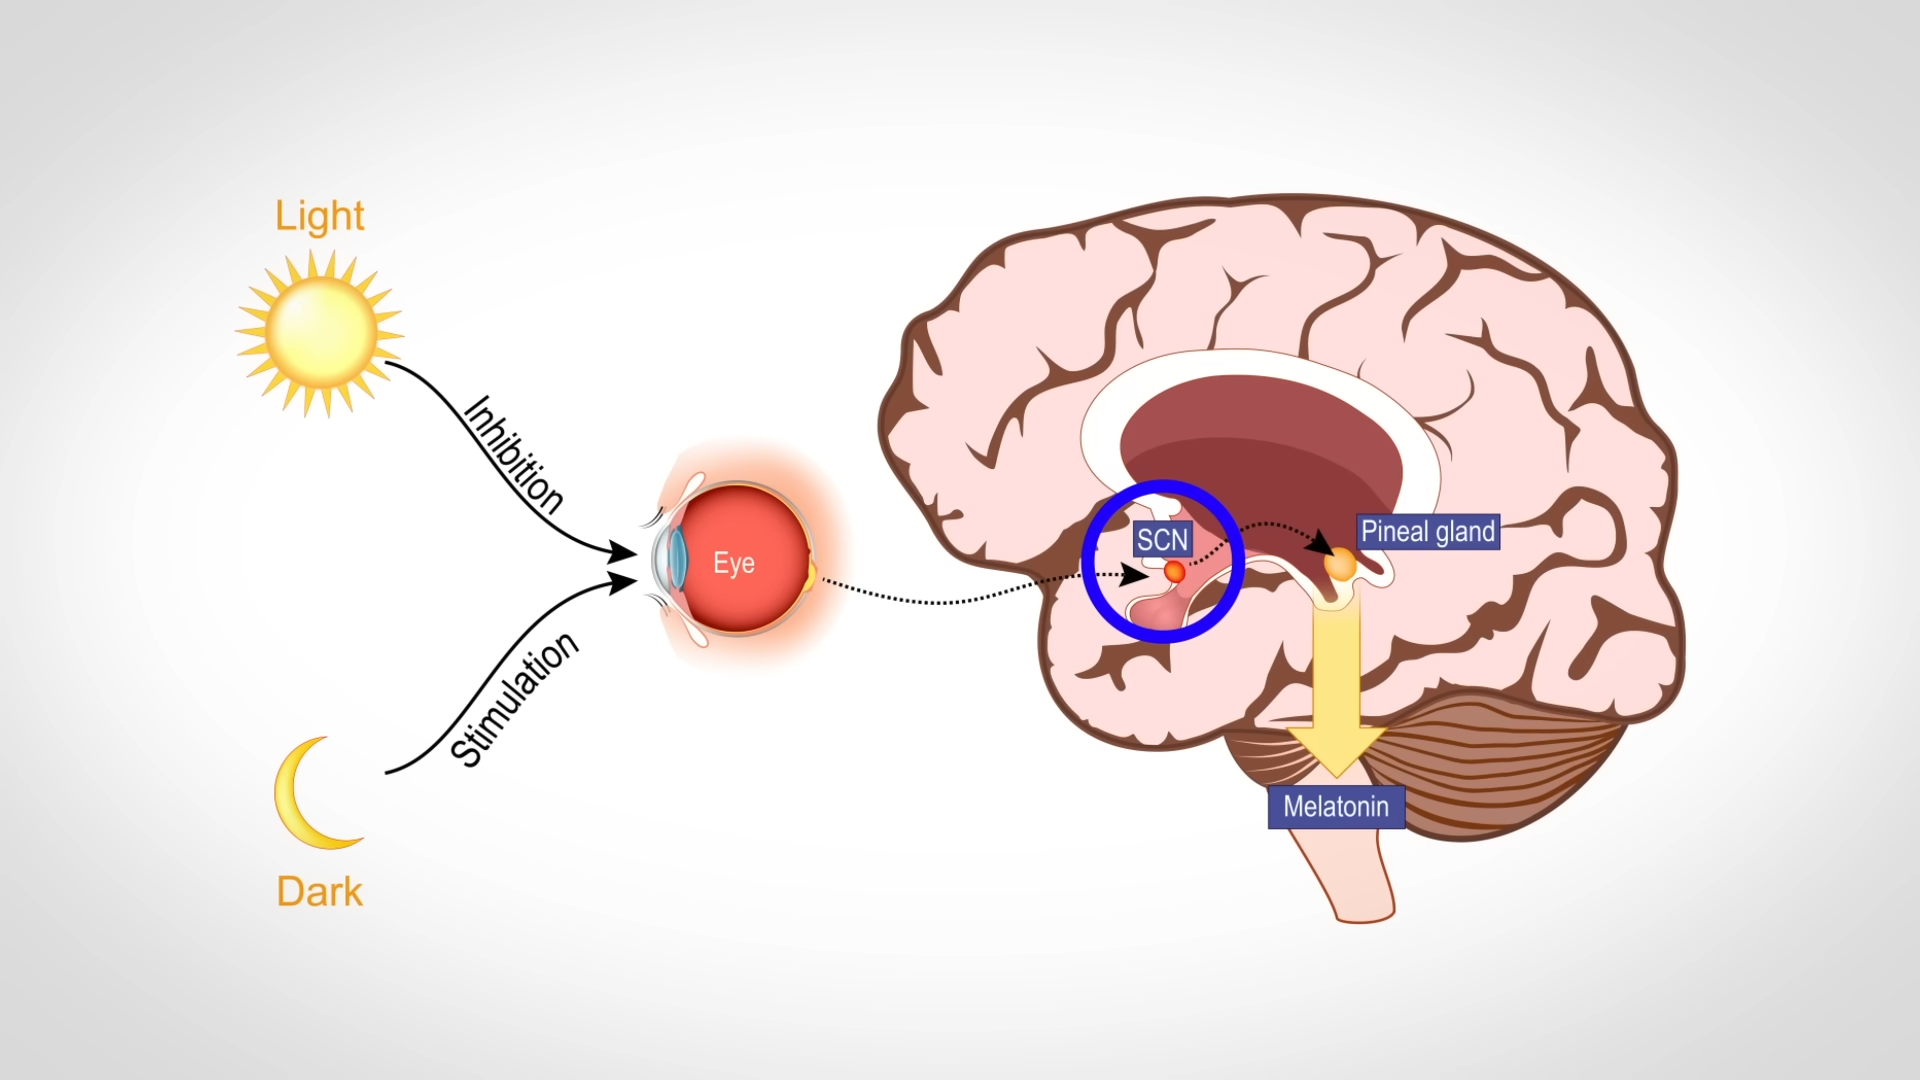 Light
Inhibition
Eye
SCN
Pineal gland
Stimulation
Melatonin
Dark